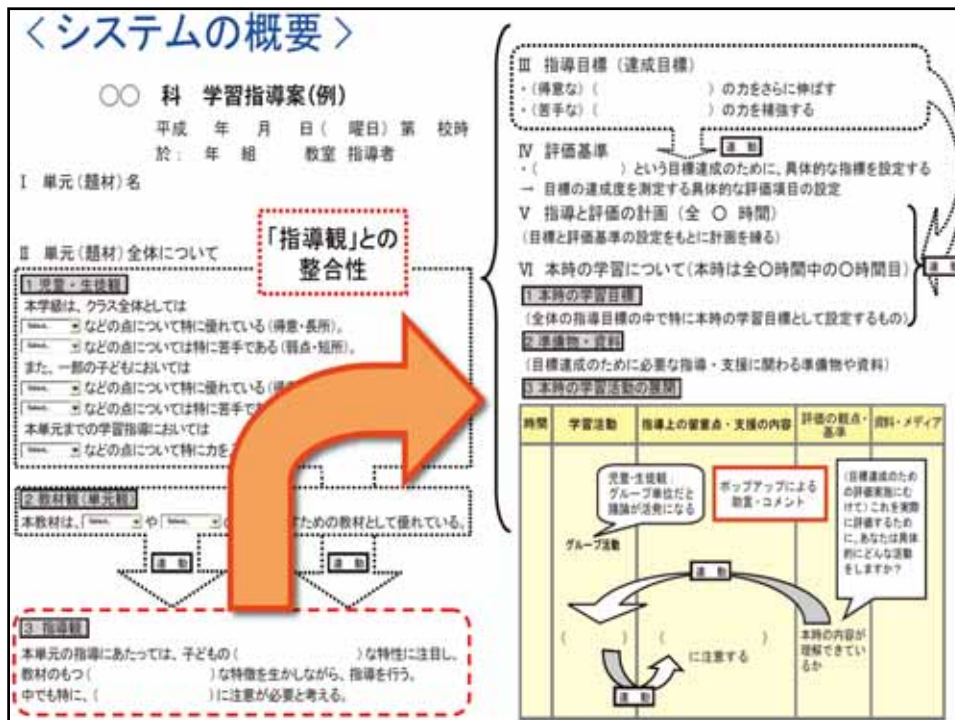 ＜システムの概要＞
○○ 科 学習指導案(例)
平成 年 月 日( 曜日) 第 校時
於： 年 組 教室 指導者
Ⅰ 単元(題材)名
Ⅱ 単元(題材)全体について
「指導観」との
整合性
1 児童・生徒観
本学級は、クラス全体としては
などの点について特に優れている(得意・長所)。
などの点については特に苦手である(弱点・短所)。
また、一部の子どもにおいては
などの点について特に優れている(得
などの点については特に苦手で
本単元までの学習指導においては
などの点について特に力を
2 教材観(単元観)
本教材は、 や ための教材として優れている。
連動
連動
3 指導観
本単元の指導にあたっては、子どもの( )な特性に注目し、
教材のもつ( )な特徴を生かしながら、指導を行う。
中でも特に、( )に注意が必要と考える。
Ⅲ 指導目標（達成目標）
・(得意な) ( ) の力をさらに伸ばす
・(苦手な) ( ) の力を補強する
連動
Ⅳ 評価基準
・( ) という目標達成のために、具体的な指標を設定する
→ 目標の達成度を測定する具体的な評価項目の設定
Ⅴ 指導と評価の計画（全 ○ 時間）
(目標と評価基準の設定をもとに計画を練る)
連動
Ⅵ 本時の学習について(本時は全○時間中の○時間目)
1 本時の学習目標
(全体の指導目標の中で特に本時の学習目標として設定するもの)
2 準備物・資料
(目標達成のために必要な指導・支援に関わる準備物や資料)
3 本時の学習活動の展開
時間 学習活動 指導上の留意点・支援の内容 評価の観点・基準 資料・メディア
児童・生徒観：
グループ単位だと
議論が活発になる
ポップアップによる
助言・コメント
(目標達成のため
の評価実施にむ
けて)これを実際
に評価するため
に、あなたは具体
的にどんな活動
をしますか？
グループ活動
連動
( ) ( )
に注意する
本時の内容が
理解できてい
るか
連動